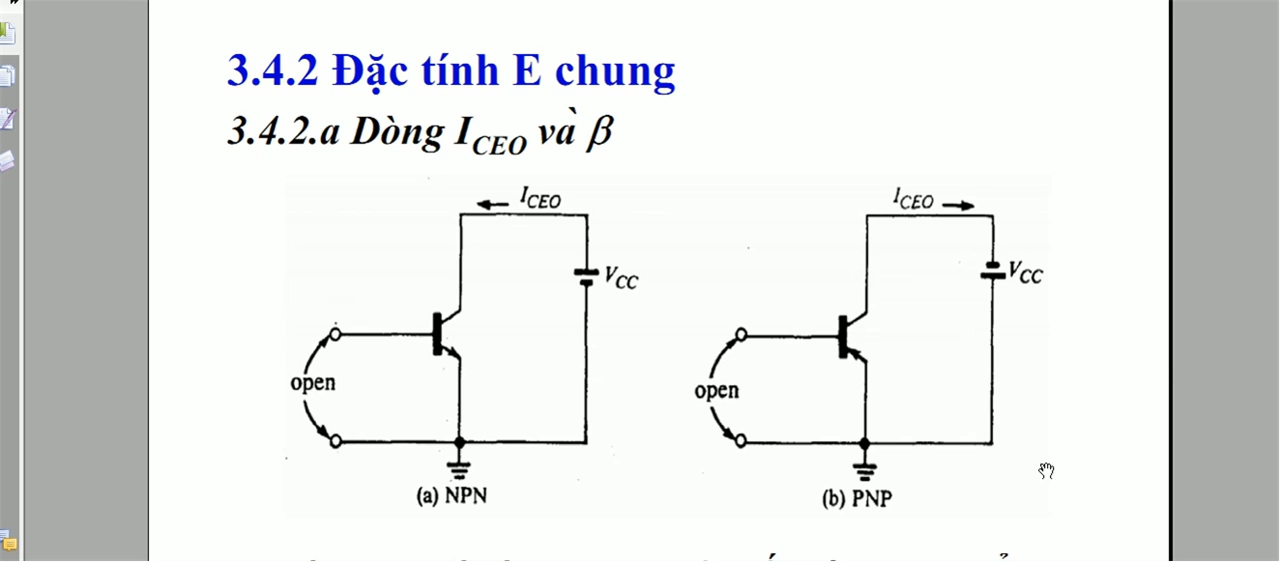 3.4.2 Đặc tính E chung
3.4.2.a Dòng I_CEO và β
I_CEO
I_CEO
V_CC
V_CC
open
open
(a) NPN
(b) PNP